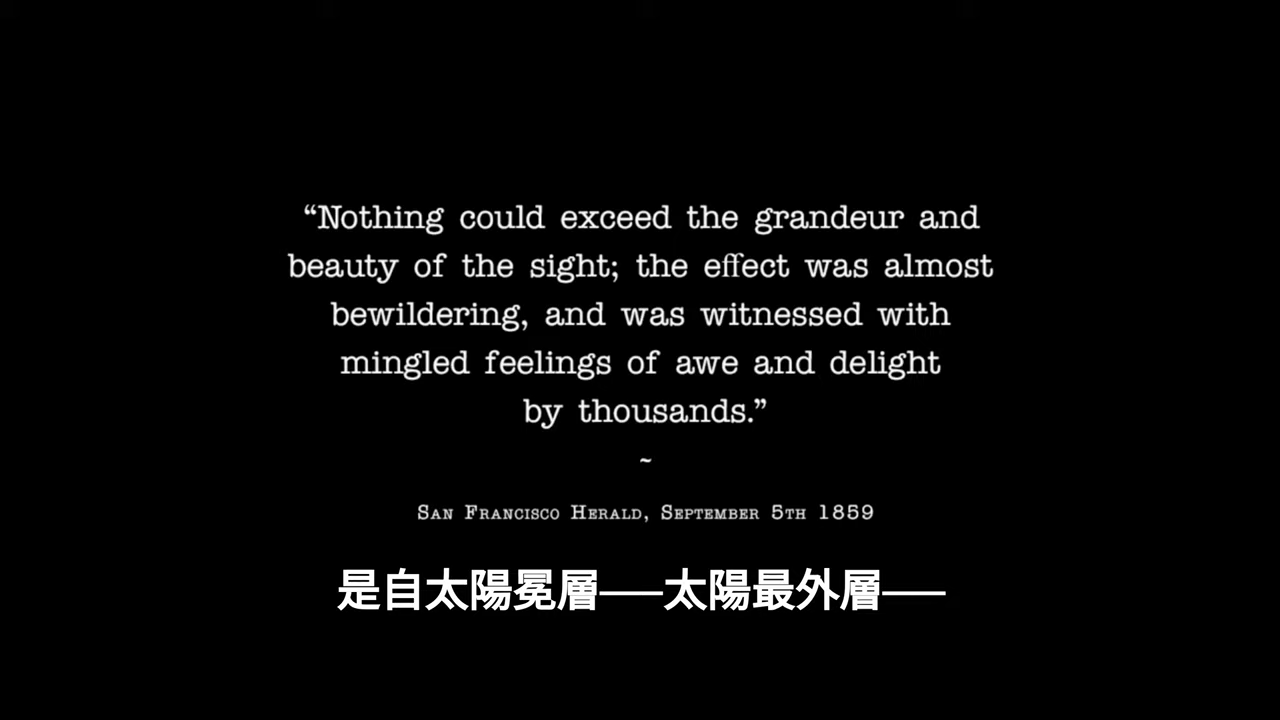 “Nothing could exceed the grandeur and
beauty of the sight; the effect was almost
bewildering, and was witnessed with
mingled feelings of awe and delight
by thousands.”
~
San Francisco Herald, September 5th 1859
是自太陽冕層——太陽最外層——